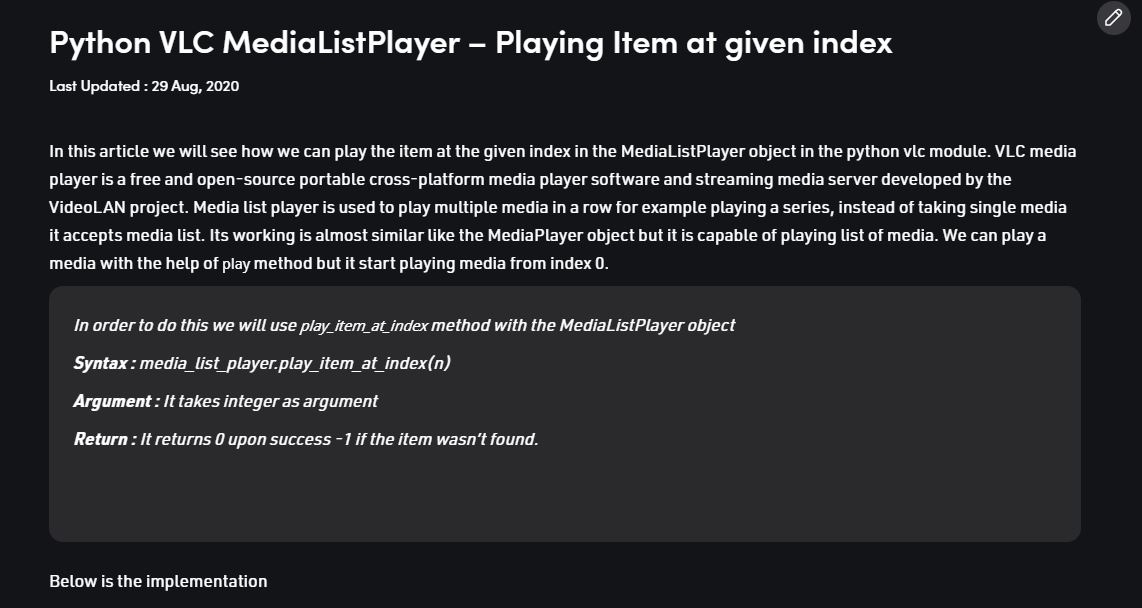 Python VLC MediaListPlayer – Playing Item at given index
Last Updated : 29 Aug, 2020
In this article we will see how we can play the item at the given index in the MediaListPlayer object in the python vlc module. VLC media
player is a free and open-source portable cross-platform media player software and streaming media server developed by the
VideoLAN project. Media list player is used to play multiple media in a row for example playing a series, instead of taking single media
it accepts media list. Its working is almost similar like the MediaPlayer object but it is capable of playing list of media. We can play a
media with the help of play method but it start playing media from index 0.
In order to do this we will use play_item_at_index method with the MediaListPlayer object
Syntax : media_list_player.play_item_at_index(n)
Argument : It takes integer as argument
Return : It returns 0 upon success -1 if the item wasn’t found.
Below is the implementation